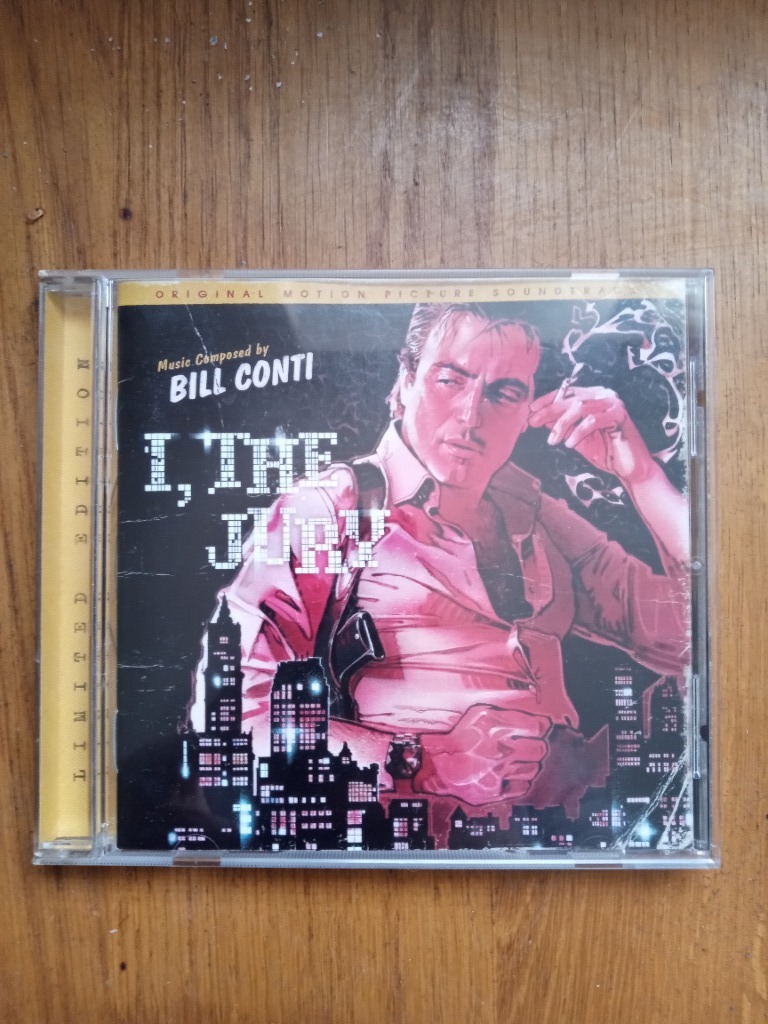 ORIGINAL MOTION PICTURE SOUNDTRACK
Music Composed by
BILL CONTI
I, THE
JURY
LIMITED EDITION